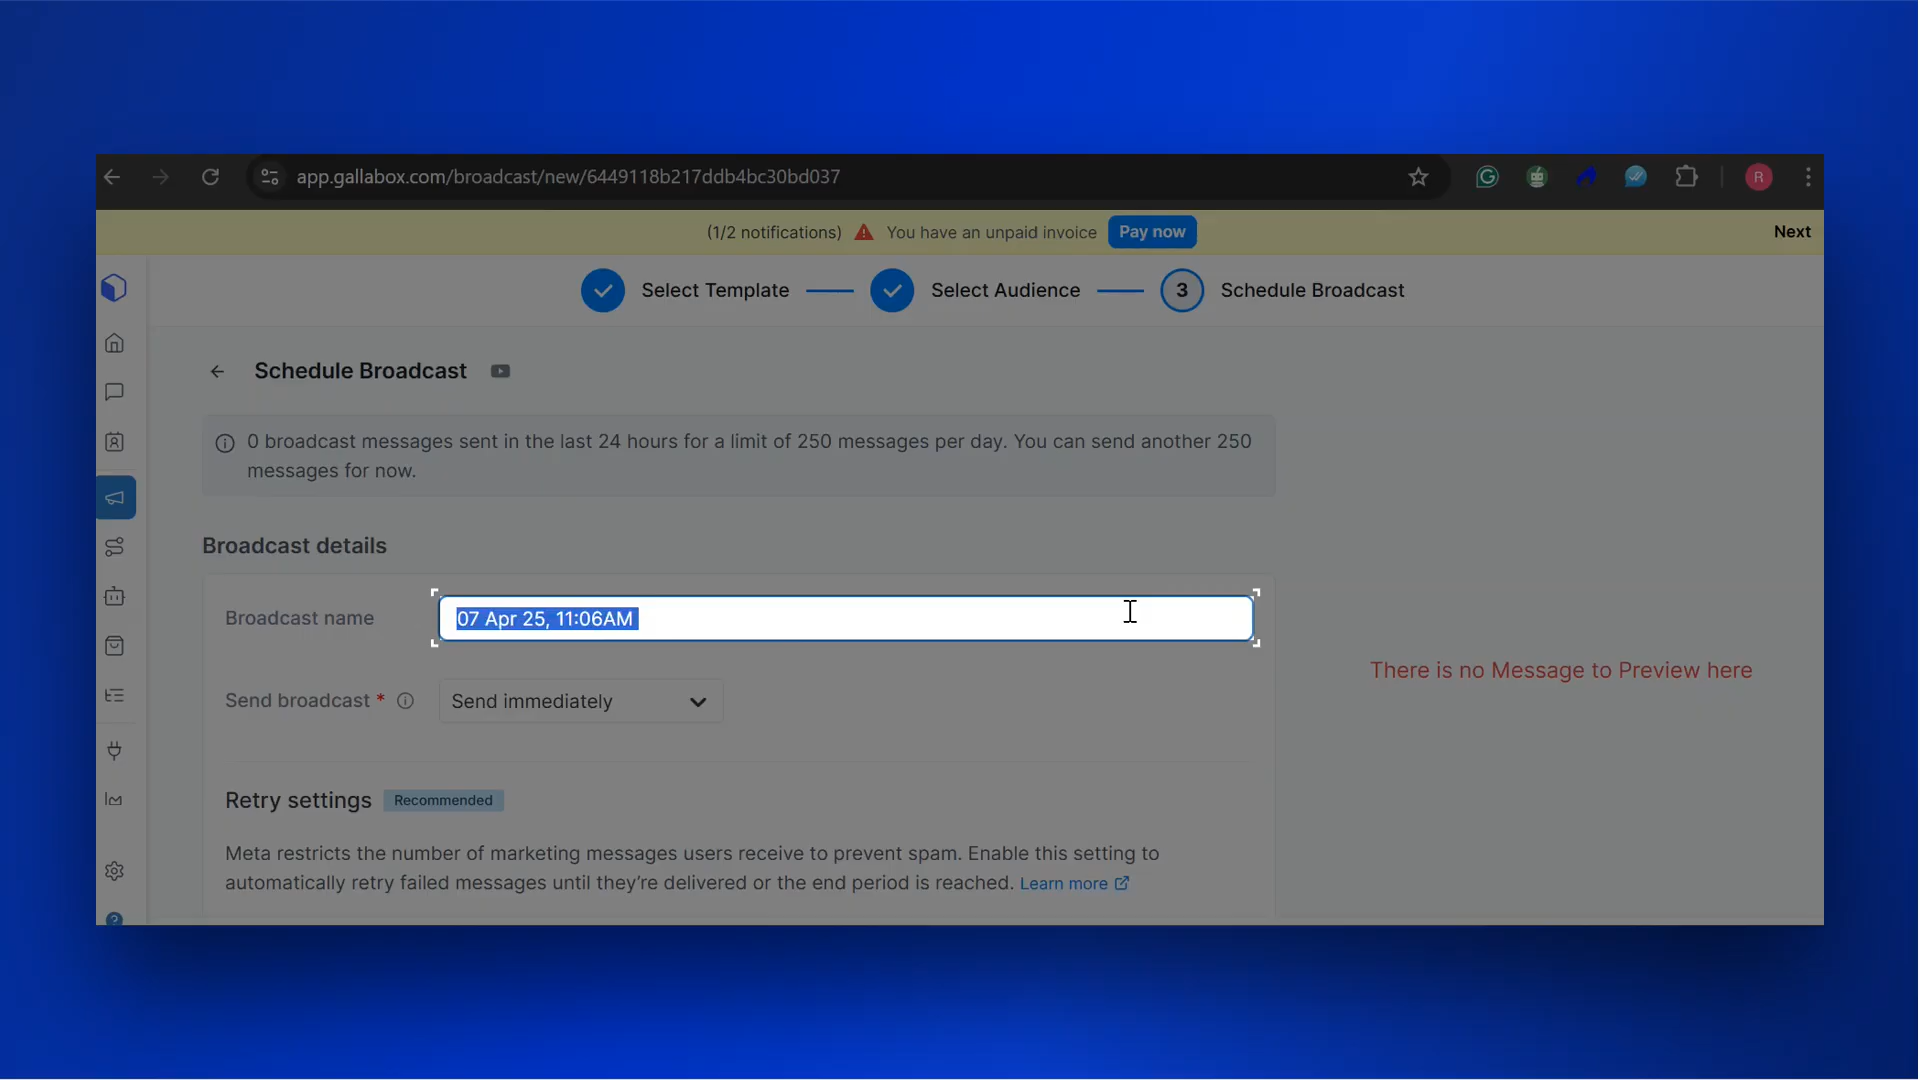 app.gallabox.com/broadcast/new/6449118b217ddb4bc30bd037
R
(1/2 notifications) You have an unpaid invoice Pay now Next
Select Template Select Audience 3 Schedule Broadcast
Schedule Broadcast
0 broadcast messages sent in the last 24 hours for a limit of 250 messages per day. You can send another 250
messages for now.
Broadcast details
Broadcast name 07 Apr 25, 11:06AM
There is no Message to Preview here
Send broadcast * Send immediately
Retry settings Recommended
Meta restricts the number of marketing messages users receive to prevent spam. Enable this setting to
automatically retry failed messages until they’re delivered or the end period is reached. Learn more
?